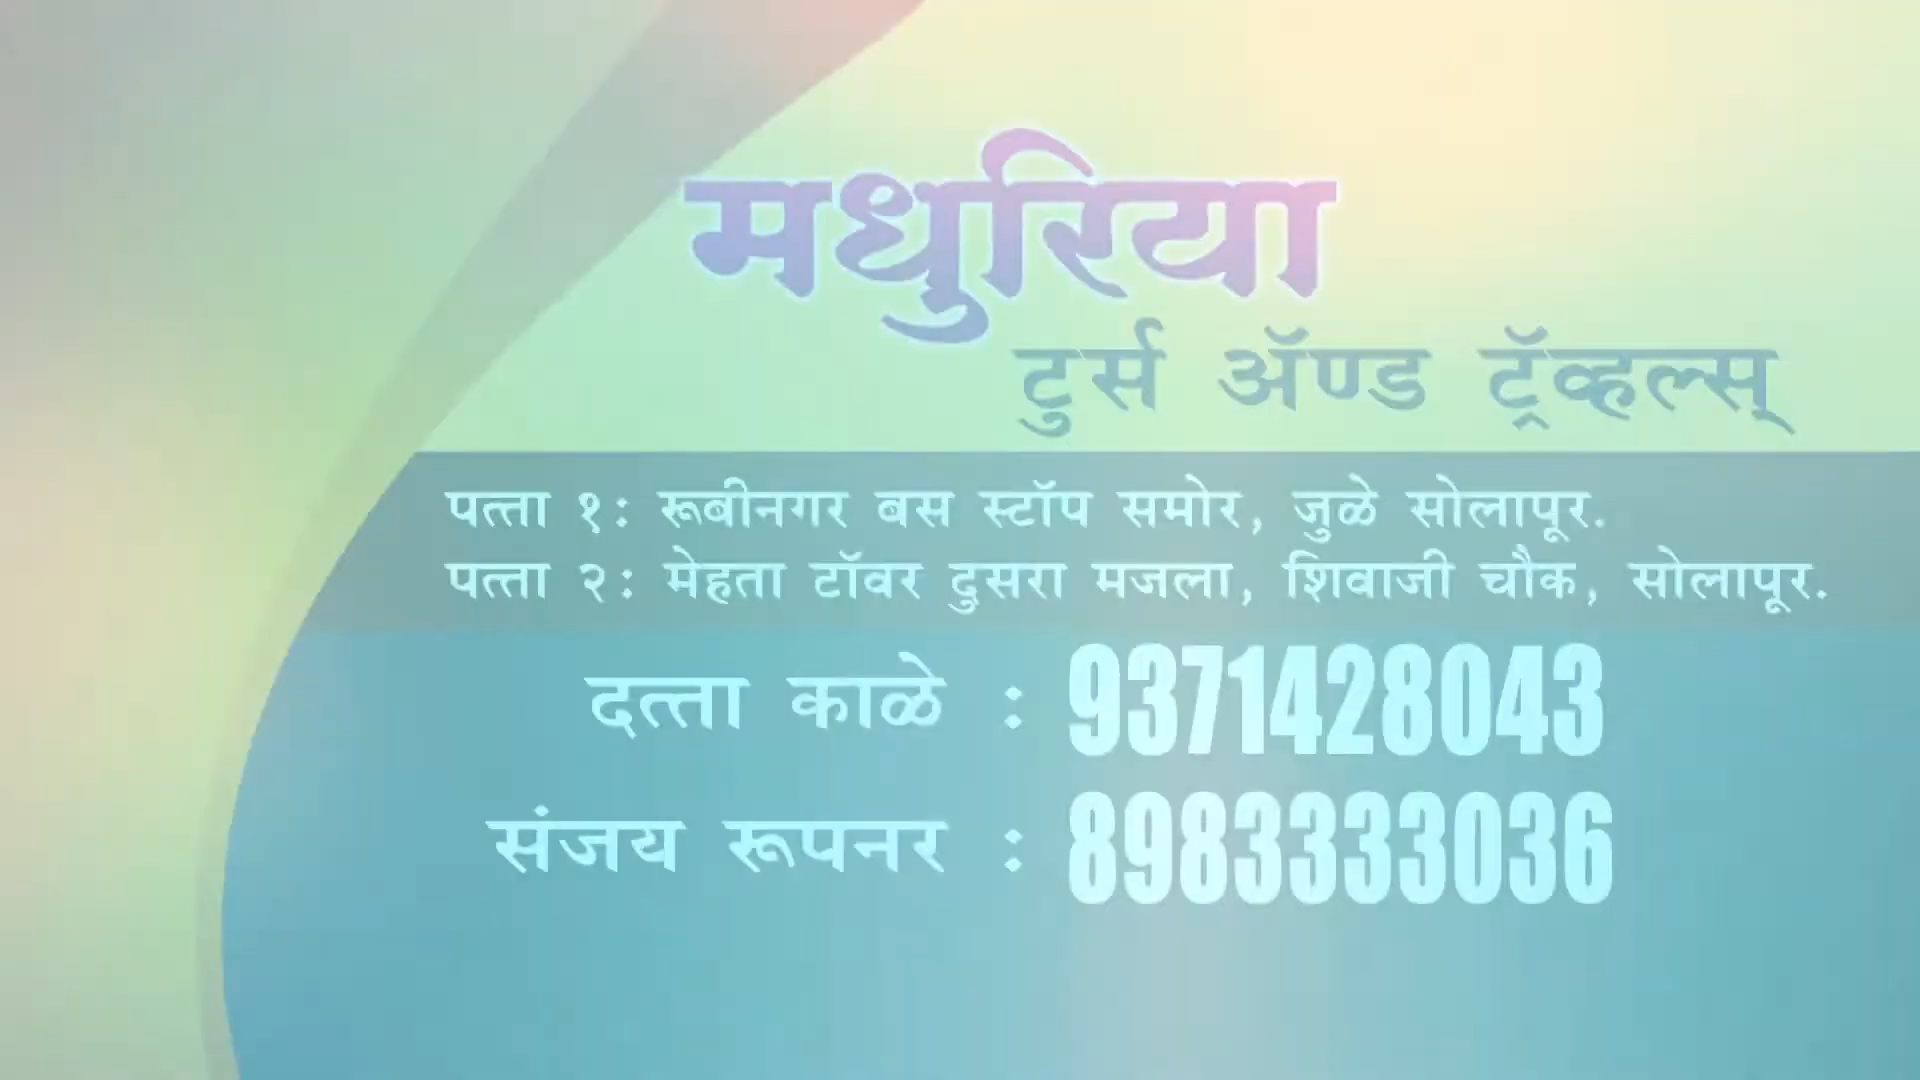 मधुरिया
टुर्स ॲण्ड ट्रॅव्हल्स्
पत्ता १: रूबीनगर बस स्टॉप समोर, जुळे सोलापूर.
पत्ता २: मेहता टॉवर दुसरा मजला, शिवाजी चौक, सोलापूर.
दत्ता काळे : 9371428043
संजय रूपनर : 8983333036